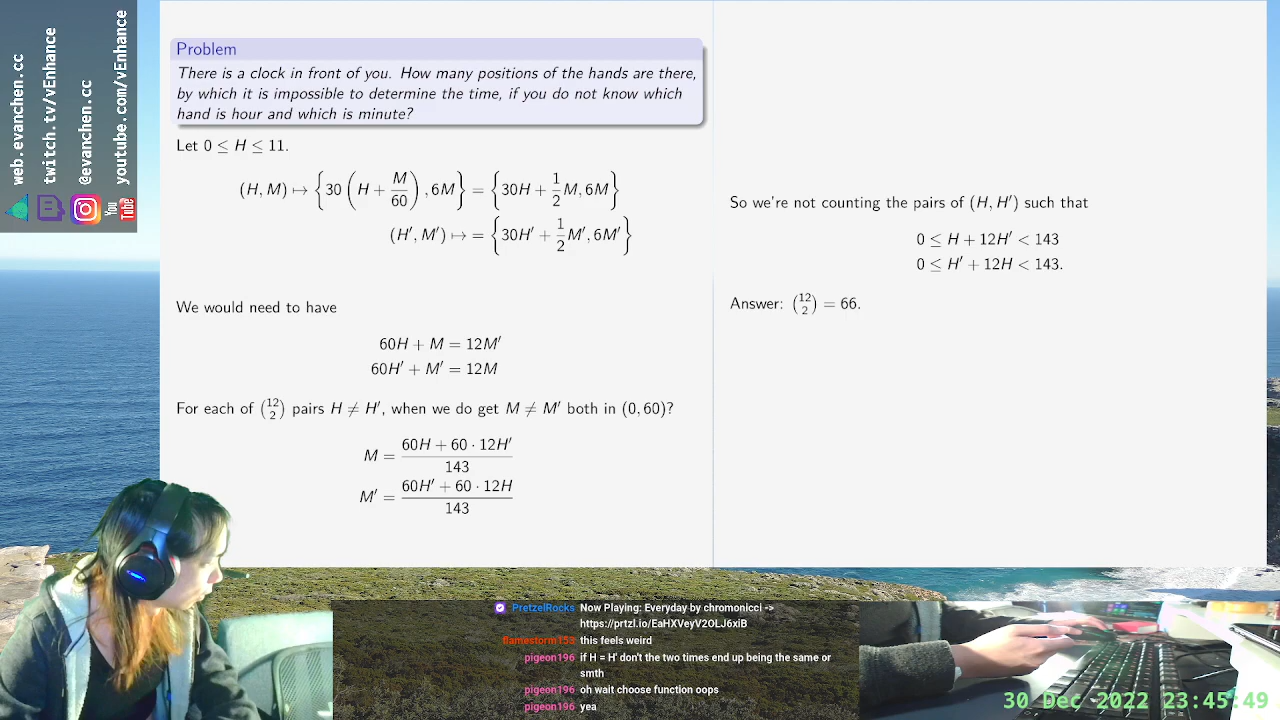 web.evanchen.cc
twitch.tv/vEnhance
@evanchen.cc
youtube.com/vEnhance
You
Tube
Problem
There is a clock in front of you. How many positions of the hands are there,
by which it is impossible to determine the time, if you do not know which
hand is hour and which is minute?
Let 0 ≤ H ≤ 11.
(H, M) ↦ {30 (H + M/60), 6M} = {30H + 1/2 M, 6M}
(H′, M′) ↦ = {30H′ + 1/2 M′, 6M′}
We would need to have
60H + M = 12M′
60H′ + M′ = 12M
For each of (12 2) pairs H ≠ H′, when we do get M ≠ M′ both in (0, 60)?
M = (60H + 60 · 12H′)/143
M′ = (60H′ + 60 · 12H)/143
So we're not counting the pairs of (H, H′) such that
0 ≤ H + 12H′ < 143
0 ≤ H′ + 12H < 143.
Answer: (12 2) = 66.
PretzelRocks Now Playing: Everyday by chromonicci ->
https://prtzl.io/EaHXVeyV2OLJ6xiB
flamestorm153 this feels weird
pigeon196 if H = H' don't the two times end up being the same or
smth
pigeon196 oh wait choose function oops
pigeon196 yea
30 Dec 2022 23:45:49